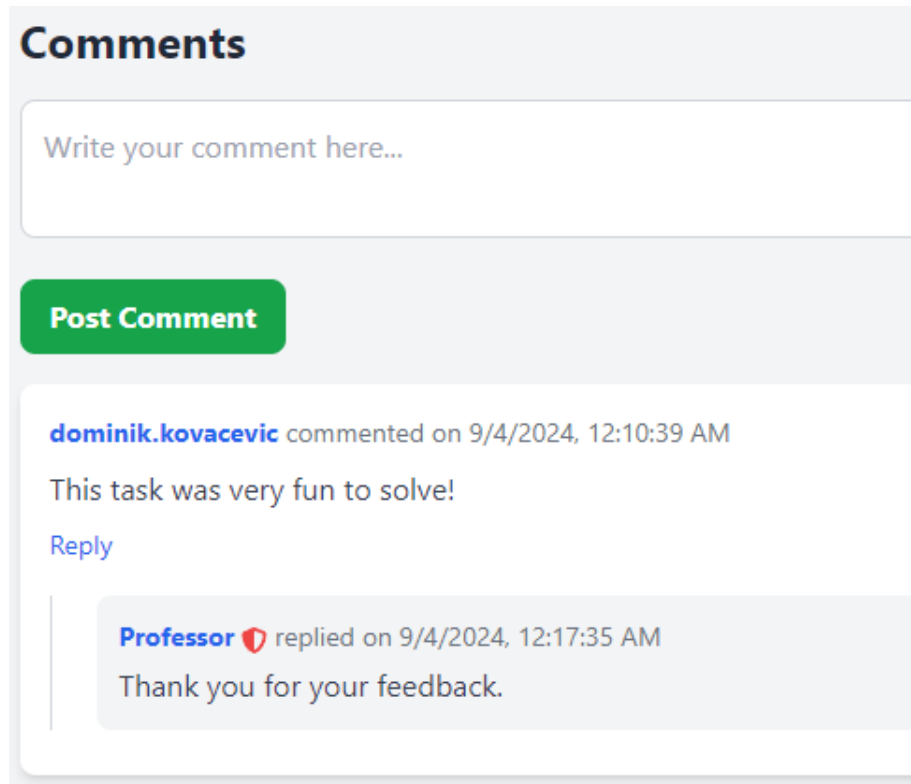 Comments
Write your comment here...
Post Comment
dominik.kovacevic commented on 9/4/2024, 12:10:39 AM
This task was very fun to solve!
Reply
Professor replied on 9/4/2024, 12:17:35 AM
Thank you for your feedback.